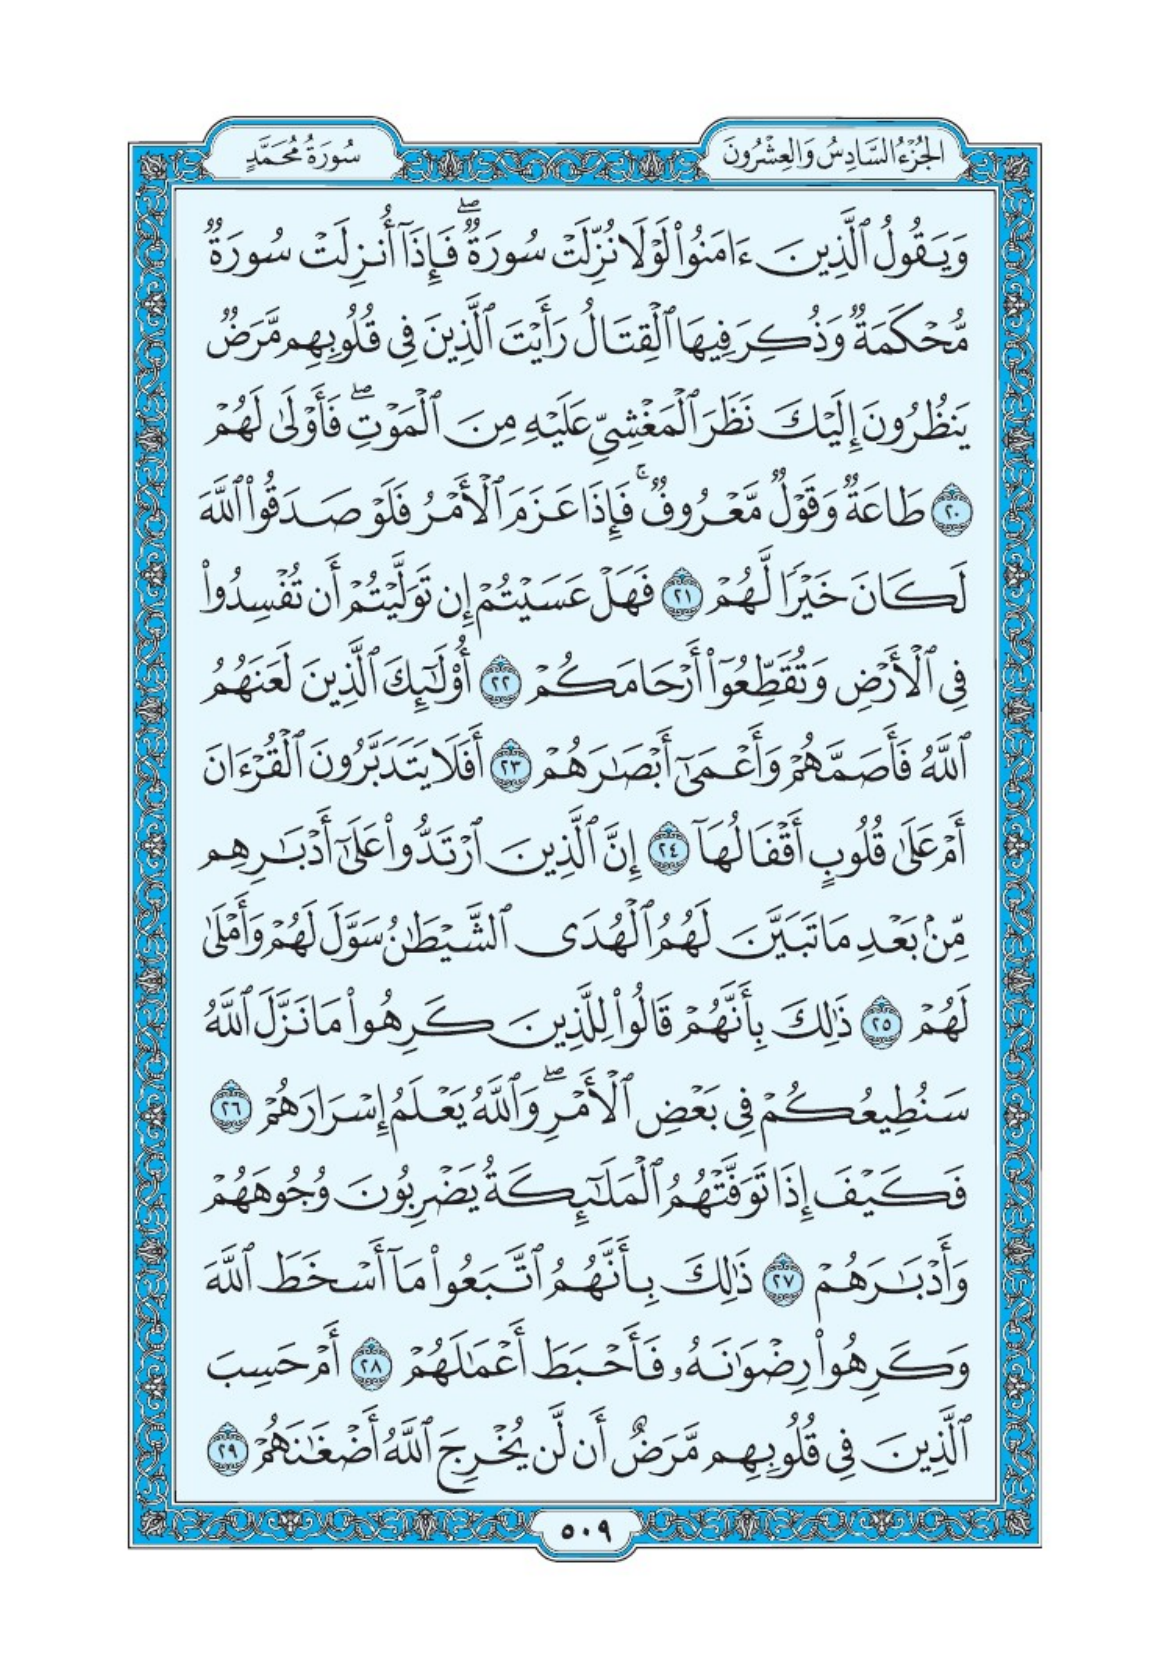 الجُزْءُ السَّادِسُ وَالعِشْرُونَ
سُورَةُ مُحَمَّدٍ
وَيَقُولُ ٱلَّذِينَ ءَامَنُوا۟ لَوْلَا نُزِّلَتْ سُورَةٌ ۖ فَإِذَآ أُنزِلَتْ سُورَةٌ
مُّحْكَمَةٌ وَذُكِرَ فِيهَا ٱلْقِتَالُ رَأَيْتَ ٱلَّذِينَ فِى قُلُوبِهِم مَّرَضٌ
يَنظُرُونَ إِلَيْكَ نَظَرَ ٱلْمَغْشِىِّ عَلَيْهِ مِنَ ٱلْمَوْتِ ۖ فَأَوْلَىٰ لَهُمْ
٢٠ طَاعَةٌ وَقَوْلٌ مَّعْرُوفٌ ۚ فَإِذَا عَزَمَ ٱلْأَمْرُ فَلَوْ صَدَقُوا۟ ٱللَّهَ
لَكَانَ خَيْرًا لَّهُمْ ٢١ فَهَلْ عَسَيْتُمْ إِن تَوَلَّيْتُمْ أَن تُفْسِدُوا۟
فِى ٱلْأَرْضِ وَتُقَطِّعُوٓا۟ أَرْحَامَكُمْ ٢٢ أُو۟لَـٰٓئِكَ ٱلَّذِينَ لَعَنَهُمُ
ٱللَّهُ فَأَصَمَّهُمْ وَأَعْمَىٰٓ أَبْصَـٰرَهُمْ ٢٣ أَفَلَا يَتَدَبَّرُونَ ٱلْقُرْءَانَ
أَمْ عَلَىٰ قُلُوبٍ أَقْفَالُهَآ ٢٤ إِنَّ ٱلَّذِينَ ٱرْتَدُّوا۟ عَلَىٰٓ أَدْبَـٰرِهِم
مِّنۢ بَعْدِ مَا تَبَيَّنَ لَهُمُ ٱلْهُدَى ٱلشَّيْطَـٰنُ سَوَّلَ لَهُمْ وَأَمْلَىٰ
لَهُمْ ٢٥ ذَٰلِكَ بِأَنَّهُمْ قَالُوا۟ لِلَّذِينَ كَرِهُوا۟ مَا نَزَّلَ ٱللَّهُ
سَنُطِيعُكُمْ فِى بَعْضِ ٱلْأَمْرِ ۖ وَٱللَّهُ يَعْلَمُ إِسْرَارَهُمْ ٢٦
فَكَيْفَ إِذَا تَوَفَّتْهُمُ ٱلْمَلَـٰٓئِكَةُ يَضْرِبُونَ وُجُوهَهُمْ
وَأَدْبَـٰرَهُمْ ٢٧ ذَٰلِكَ بِأَنَّهُمُ ٱتَّبَعُوا۟ مَآ أَسْخَطَ ٱللَّهَ
وَكَرِهُوا۟ رِضْوَٰنَهُۥ فَأَحْبَطَ أَعْمَـٰلَهُمْ ٢٨ أَمْ حَسِبَ
ٱلَّذِينَ فِى قُلُوبِهِم مَّرَضٌ أَن لَّن يُخْرِجَ ٱللَّهُ أَضْغَـٰنَهُمْ ٢٩
٥٠٩